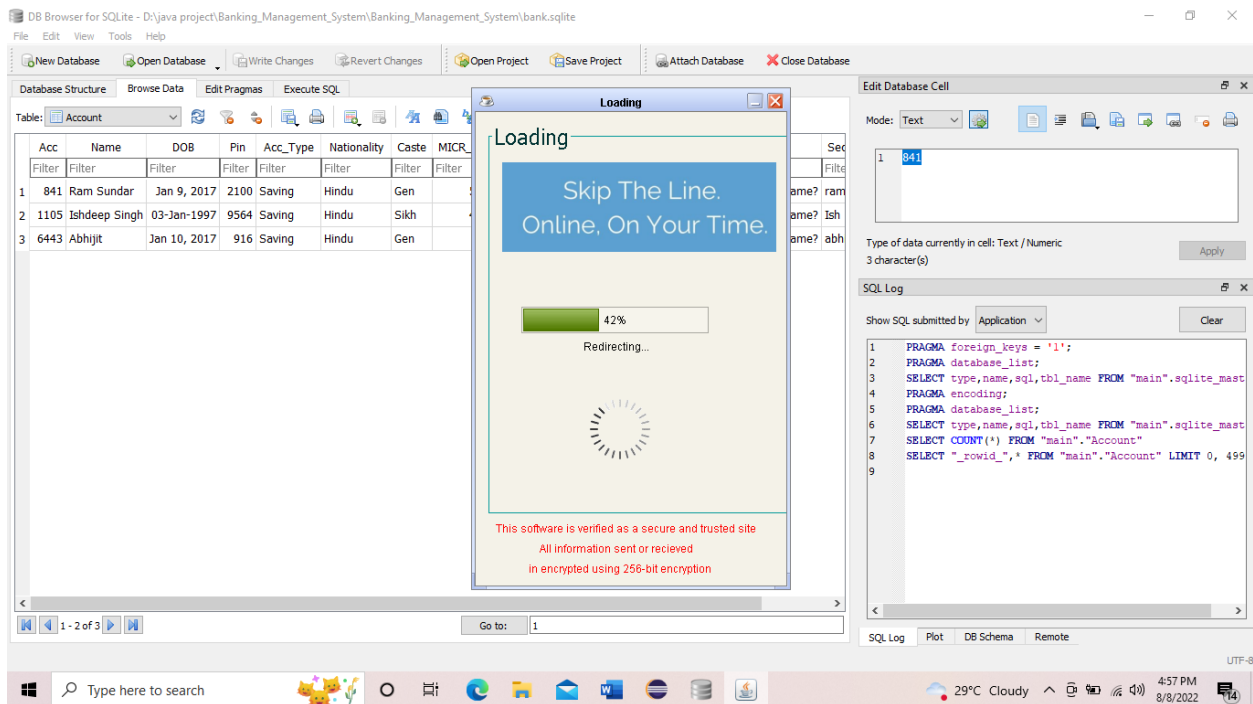 DB Browser for SQLite - D:\java project\Banking_Management_System\Banking_Management_System\bank.sqlite
File Edit View Tools Help
New Database Open Database Write Changes Revert Changes Open Project Save Project Attach Database Close Database
Database Structure Browse Data Edit Pragmas Execute SQL
Table: Account
Acc Name DOB Pin Acc_Type Nationality Caste MICR_ Sec
Filter Filter Filter Filter Filter Filter Filter Filter Filte
1 841 Ram Sundar Jan 9, 2017 2100 Saving Hindu Gen ame? ram
2 1105 Ishdeep Singh 03-Jan-1997 9564 Saving Hindu Sikh ame? Ish
3 6443 Abhijit Jan 10, 2017 916 Saving Hindu Gen ame? abh
1 - 2 of 3
Go to: 1
Loading
Loading
Skip The Line.
Online, On Your Time.
42%
Redirecting...
This software is verified as a secure and trusted site
All information sent or recieved
in encrypted using 256-bit encryption
Edit Database Cell
Mode: Text
1 841
Type of data currently in cell: Text / Numeric
3 character(s)
Apply
SQL Log
Show SQL submitted by Application Clear
1 PRAGMA foreign_keys = '1';
2 PRAGMA database_list;
3 SELECT type,name,sql,tbl_name FROM "main".sqlite_mast
4 PRAGMA encoding;
5 PRAGMA database_list;
6 SELECT type,name,sql,tbl_name FROM "main".sqlite_mast
7 SELECT COUNT(*) FROM "main"."Account"
8 SELECT "_rowid_",* FROM "main"."Account" LIMIT 0, 499
9
SQL Log Plot DB Schema Remote
UTF-8
Type here to search
29°C Cloudy
4:57 PM
8/8/2022
14